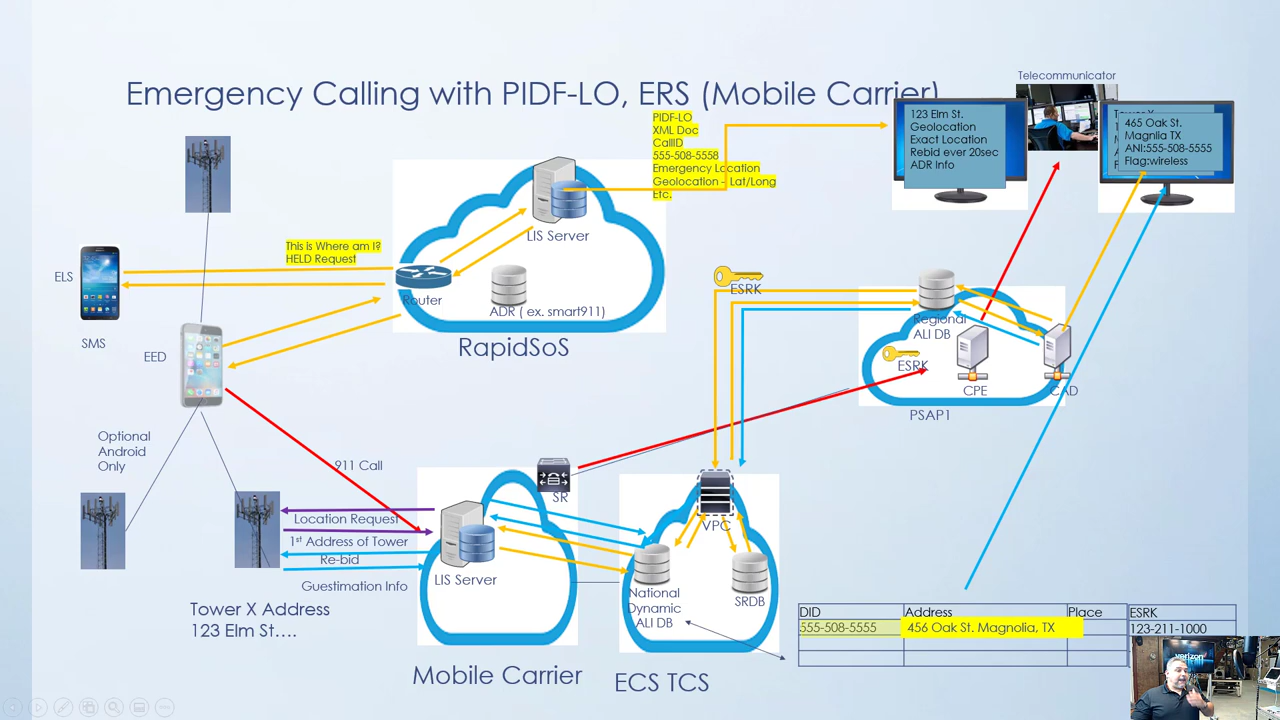 Emergency Calling with PIDF-LO, ERS (Mobile Carrier)
Telecommunicator
PIDF-LO
XML Doc
CallID
555-508-5558
Emergency Location
Geolocation - Lat/Long
Etc.
123 Elm St.
Geolocation
Exact Location
Rebid ever 20sec
ADR Info
465 Oak St.
Magnlia TX
ANI:555-508-5555
Flag:wireless
This is Where am I?
HELD Request
LIS Server
ELS
Router
ADR ( ex. smart911)
RapidSoS
SMS
EED
ESRK
Regional
ALI DB
ESRK
CPE
CAD
PSAP1
Optional
Android
Only
911 Call
SR
Location Request
1st Address of Tower
Re-bid
Guestimation Info
LIS Server
VPC
National
Dynamic
ALI DB
SRDB
Tower X Address
123 Elm St....
Mobile Carrier
ECS TCS
DID Address Place ESRK
555-508-5555 456 Oak St. Magnolia, TX 123-211-1000
verizon